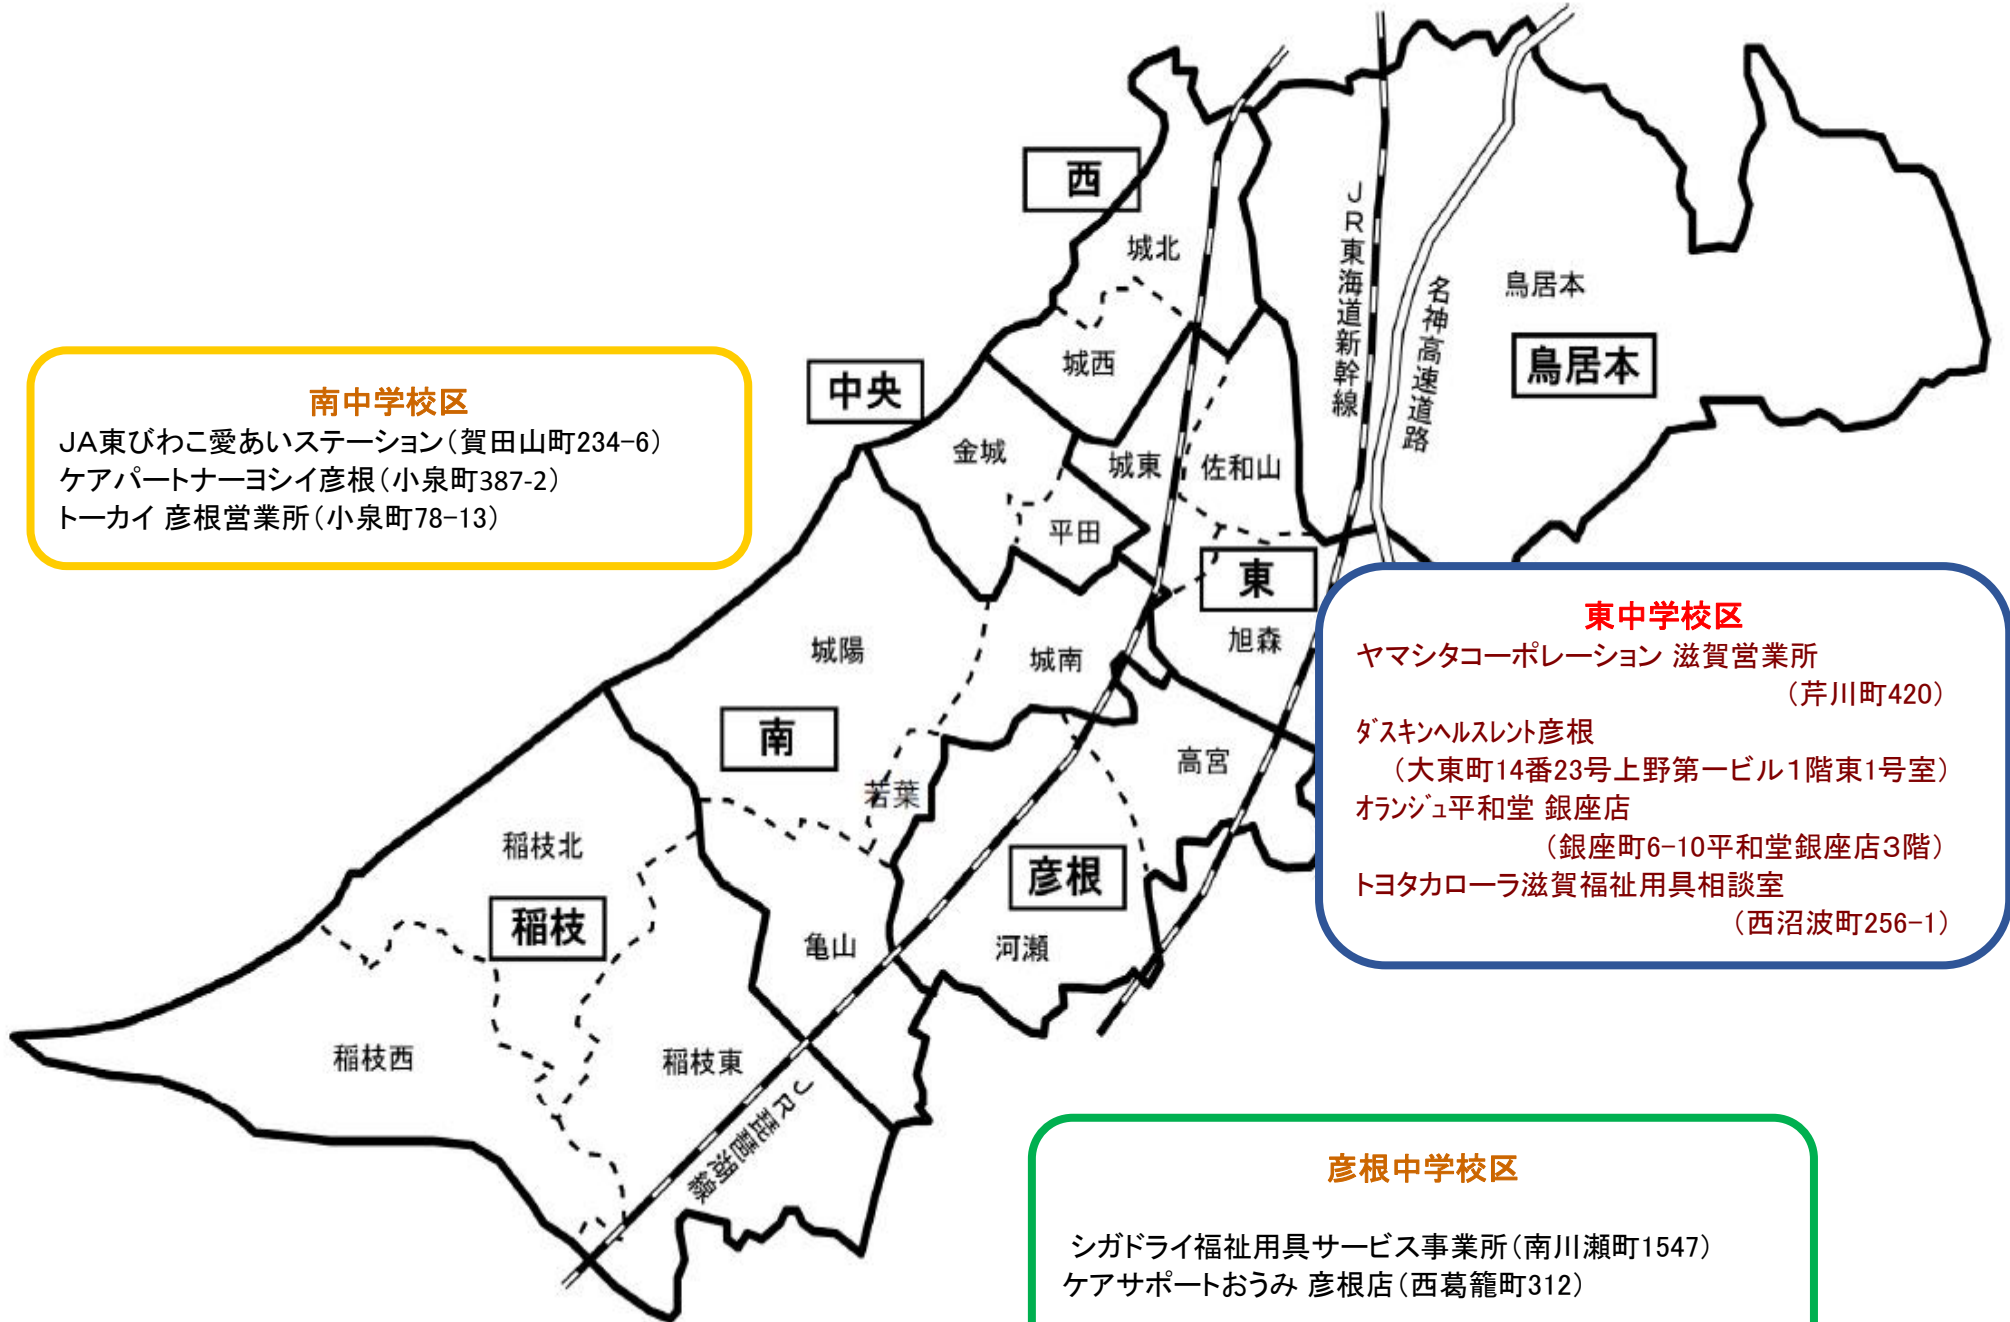 西
城北
JR東海道新幹線
名神高速道路
鳥居本
鳥居本
城西
中央
金城
城東
佐和山
平田
東
旭森
城陽
城南
南
若葉
高宮
稲枝北
稲枝
彦根
亀山
河瀬
稲枝西
稲枝東
JR琵琶湖線
南中学校区
JA東びわこ愛あいステーション(賀田山町234-6)
ケアパートナーヨシイ彦根(小泉町387-2)
トーカイ 彦根営業所(小泉町78-13)
東中学校区
ヤマシタコーポレーション 滋賀営業所
(芹川町420)
ダスキンヘルスレント彦根
(大東町14番23号上野第一ビル1階東1号室)
オランジュ平和堂 銀座店
(銀座町6-10平和堂銀座店3階)
トヨタカローラ滋賀福祉用具相談室
(西沼波町256-1)
彦根中学校区
シガドライ福祉用具サービス事業所(南川瀬町1547)
ケアサポートおうみ 彦根店(西葛籠町312)